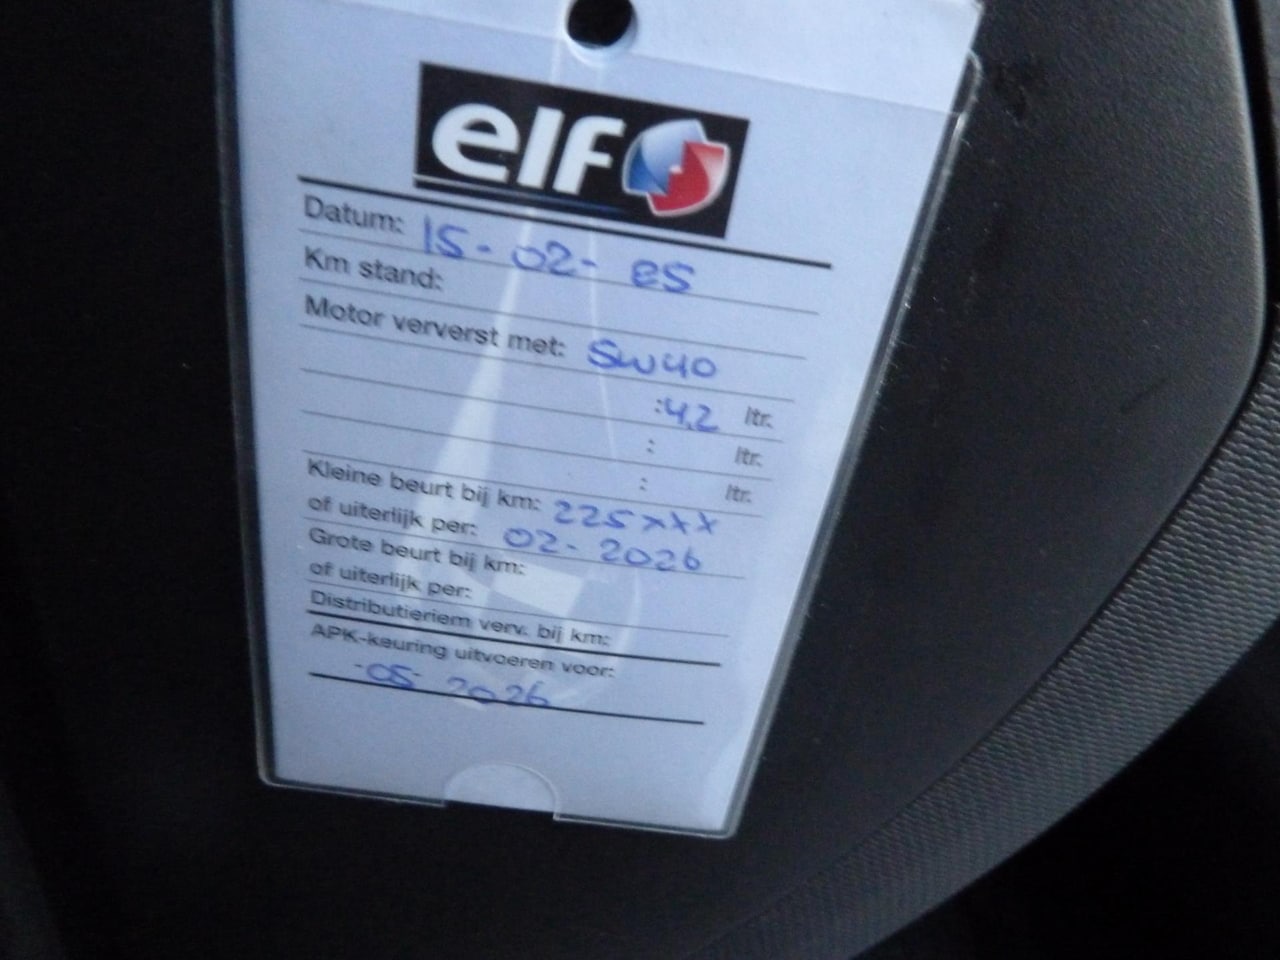 elf
Datum: 15-02-25
Km stand:
Motor ververst met: 5W40
:4,2 ltr.
: ltr.
: ltr.
Kleine beurt bij km: 225xxx
of uiterlijk per: 02-2026
Grote beurt bij km:
of uiterlijk per:
Distributieriem verv. bij km:
APK-keuring uitvoeren voor:
-05-2026